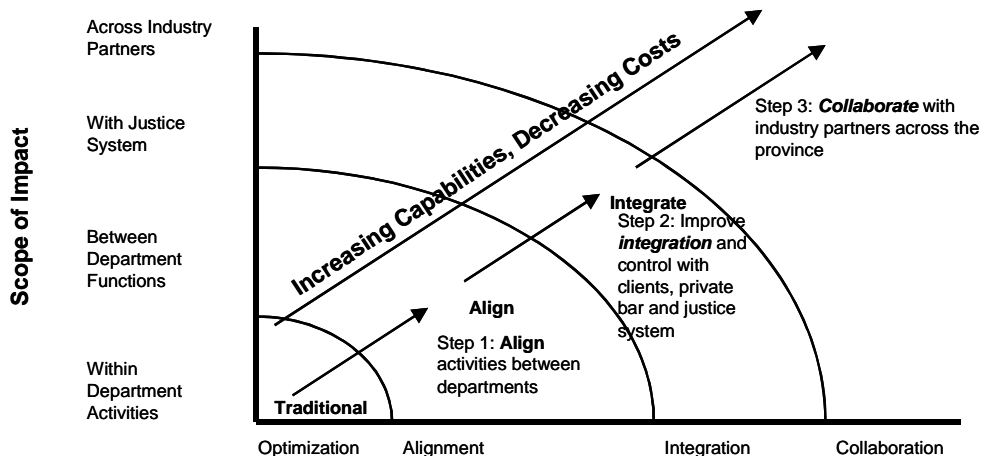 Across Industry
Partners
With Justice
System
Between
Department
Functions
Within
Department
Activities
Scope of Impact
Increasing Capabilities, Decreasing Costs
Step 3: Collaborate with
industry partners across the
province
Integrate
Step 2: Improve
integration and
control with
clients, private
bar and justice
system
Align
Step 1: Align
activities between
departments
Traditional
Optimization
Alignment
Integration
Collaboration